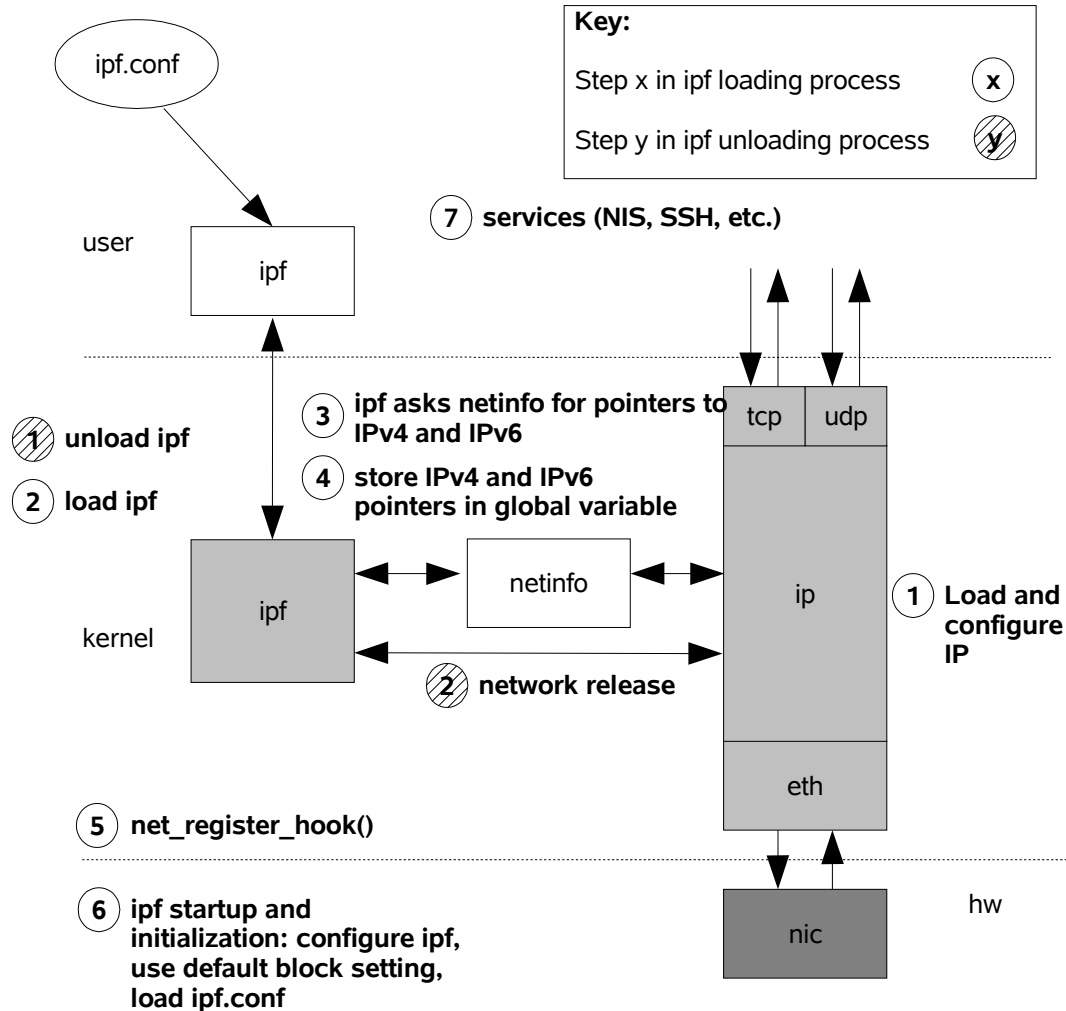 ipf.conf
Key:
Step x in ipf loading process
x
Step y in ipf unloading process
y
7 services (NIS, SSH, etc.)
user
ipf
3 ipf asks netinfo for pointers to
IPv4 and IPv6
tcp
udp
1 unload ipf
2 load ipf
4 store IPv4 and IPv6
pointers in global variable
ipf
netinfo
ip
1 Load and
configure
IP
kernel
2 network release
eth
5 net_register_hook()
6 ipf startup and
initialization: configure ipf,
use default block setting,
load ipf.conf
nic
hw